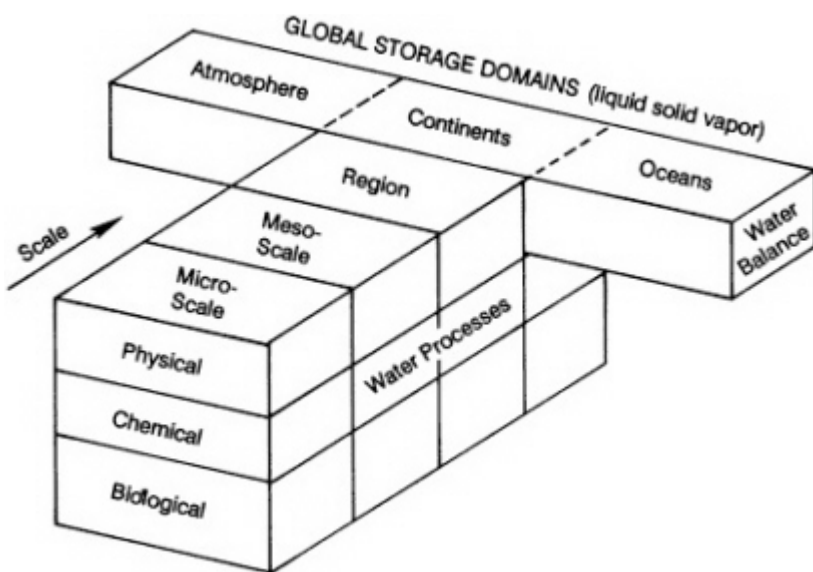 GLOBAL STORAGE DOMAINS (liquid solid vapor)
Atmosphere
Continents
Oceans
Region
Water
Balance
Scale
Meso-
Scale
Micro-
Scale
Physical
Water Processes
Chemical
Biological